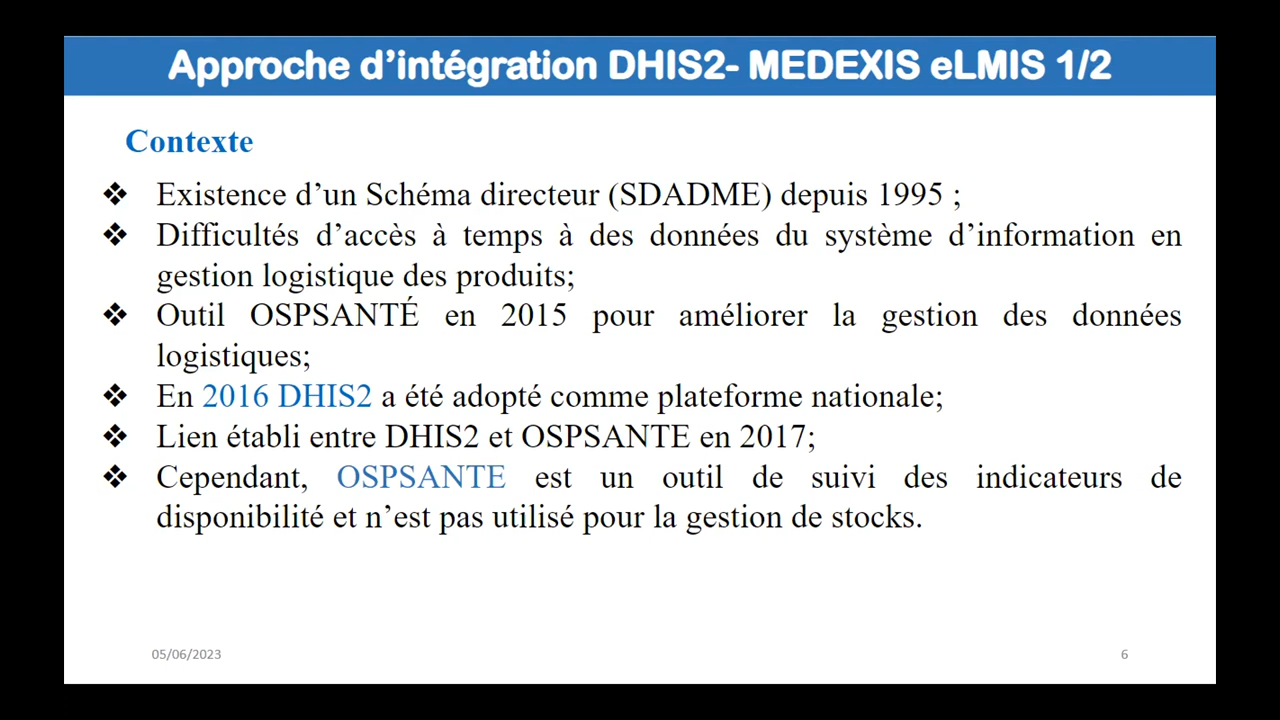 Approche d’intégration DHIS2- MEDEXIS eLMIS 1/2
Contexte
❖ Existence d’un Schéma directeur (SDADME) depuis 1995 ;
❖ Difficultés d’accès à temps à des données du système d’information en
gestion logistique des produits;
❖ Outil OSPSANTÉ en 2015 pour améliorer la gestion des données
logistiques;
❖ En 2016 DHIS2 a été adopté comme plateforme nationale;
❖ Lien établi entre DHIS2 et OSPSANTE en 2017;
❖ Cependant, OSPSANTE est un outil de suivi des indicateurs de
disponibilité et n’est pas utilisé pour la gestion de stocks.
05/06/2023
6